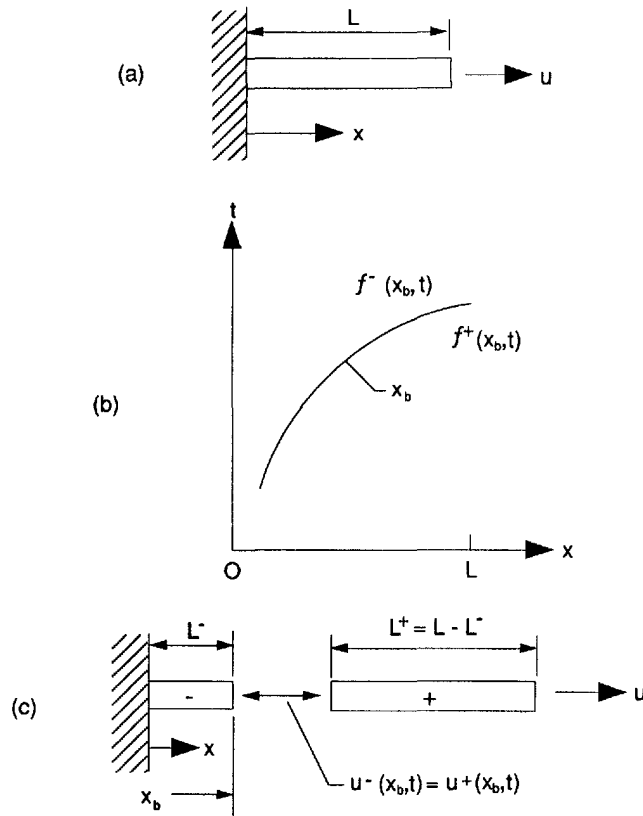 L
(a)
u
x
t
f⁻ (x_b, t)
f⁺ (x_b, t)
x_b
(b)
O
L
x
L⁻
L⁺ = L - L⁻
(c)
-
+
u
x
x_b
u⁻ (x_b, t) = u⁺ (x_b, t)